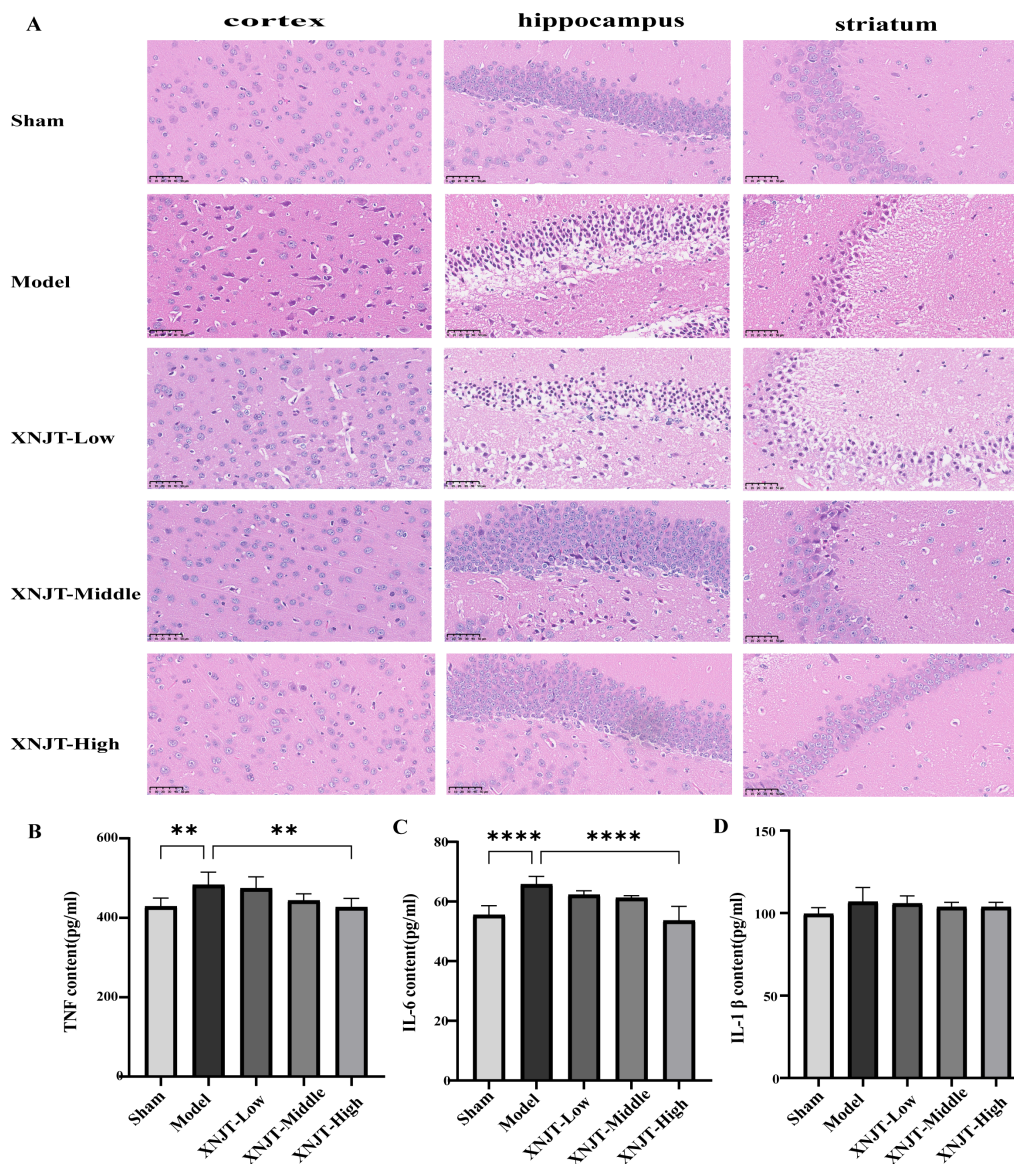 A
cortex
hippocampus
striatum
Sham
Model
XNJT-Low
XNJT-Middle
XNJT-High
B
TNF content(pg/ml)
600
400
200
0
**
**
Sham
Model
XNJT-Low
XNJT-Middle
XNJT-High
C
IL-6 content(pg/ml)
80
60
40
20
0
****
****
Sham
Model
XNJT-Low
XNJT-Middle
XNJT-High
D
IL-1 β content(pg/ml)
150
100
50
0
Sham
Model
XNJT-Low
XNJT-Middle
XNJT-High